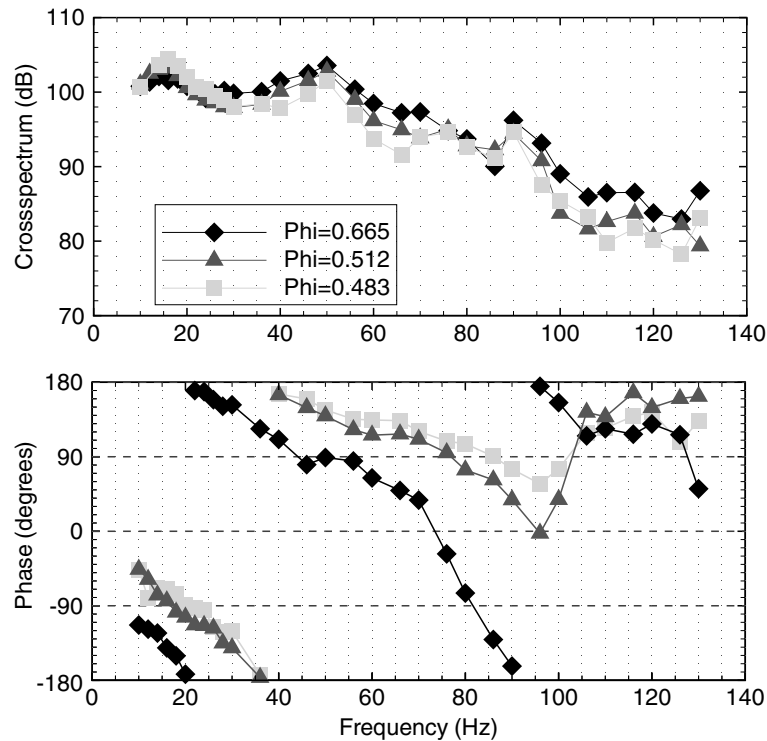 110
100
90
80
70
Crossspectrum (dB)
Phi=0.665
Phi=0.512
Phi=0.483
0 20 40 60 80 100 120 140
180
90
0
-90
-180
Phase (degrees)
0 20 40 60 80 100 120 140
Frequency (Hz)